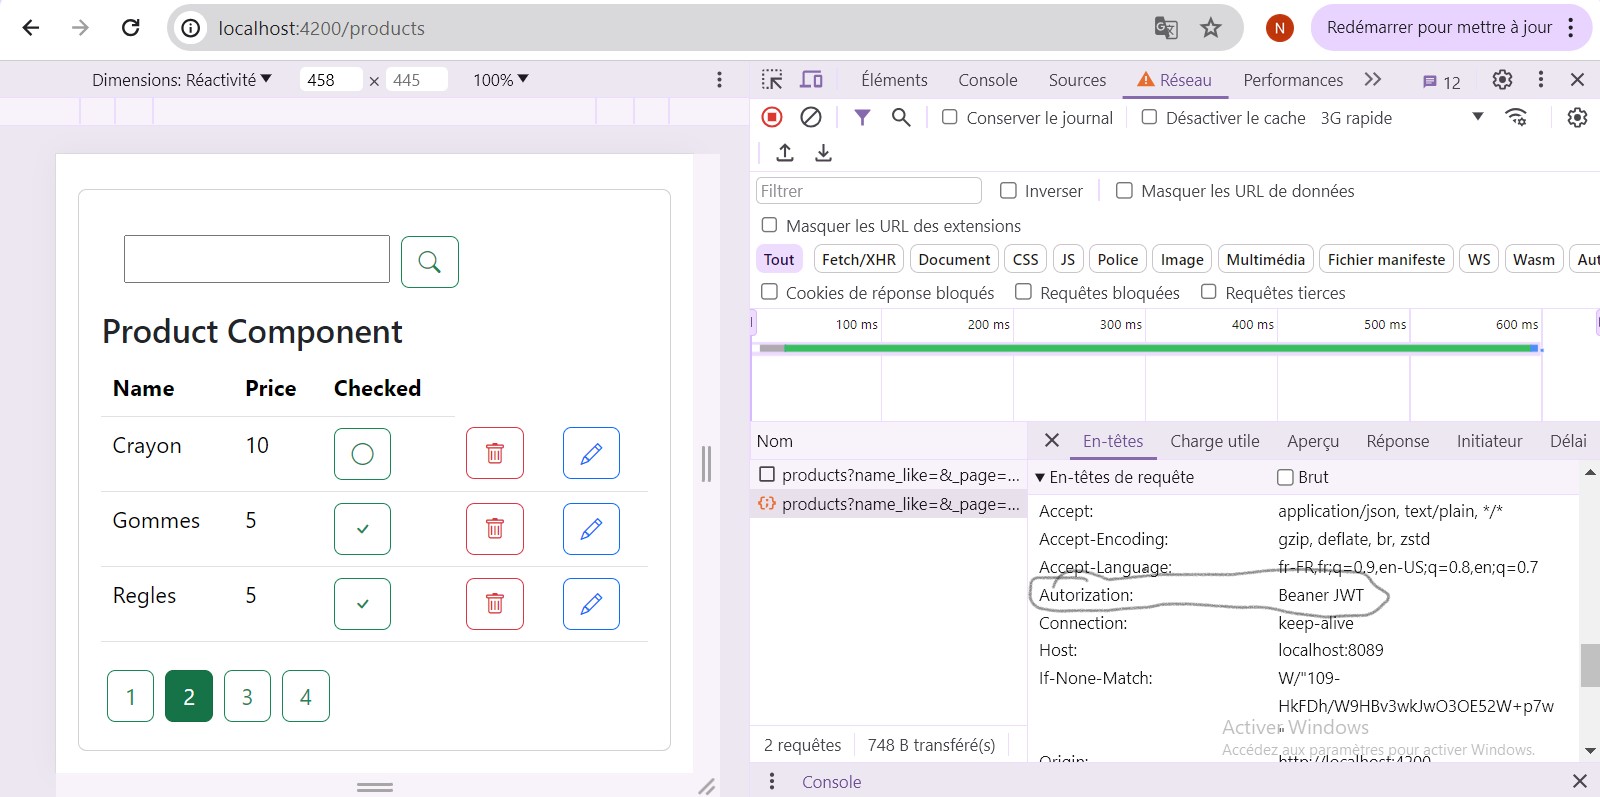 localhost:4200/products
N
Redémarrer pour mettre à jour
Dimensions: Réactivité 458 × 445 100%
Éléments Console Sources Réseau Performances 12
Conserver le journal Désactiver le cache 3G rapide
Filtrer Inverser Masquer les URL de données
Masquer les URL des extensions
Tout Fetch/XHR Document CSS JS Police Image Multimédia Fichier manifeste WS Wasm Aut
Cookies de réponse bloqués Requêtes bloquées Requêtes tierces
100 ms 200 ms 300 ms 400 ms 500 ms 600 ms
Product Component
Name Price Checked
Crayon 10
Gommes 5
Regles 5
1 2 3 4
Nom
products?name_like=&_page=...
products?name_like=&_page=...
2 requêtes 748 B transféré(s)
En-têtes Charge utile Aperçu Réponse Initiateur Délai
En-têtes de requête Brut
Accept: application/json, text/plain, */*
Accept-Encoding: gzip, deflate, br, zstd
Accept-Language: fr-FR,fr;q=0.9,en-US;q=0.8,en;q=0.7
Autorization: Beaner JWT
Connection: keep-alive
Host: localhost:8089
If-None-Match: W/"109-
HkFDh/W9HBv3wkJwO3OE52W+p7w
"
Activer Windows
Accédez aux paramètres pour activer Windows.
Origin: http://localhost:4200
Console